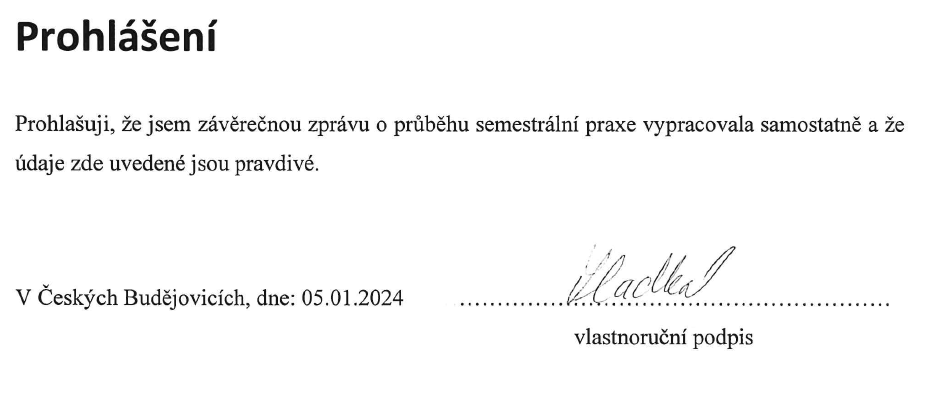 Prohlášení
Prohlašuji, že jsem závěrečnou zprávu o průběhu semestrální praxe vypracovala samostatně a že
údaje zde uvedené jsou pravdivé.
V Českých Budějovicích, dne: 05.01.2024 ................................................
vlastnoruční podpis